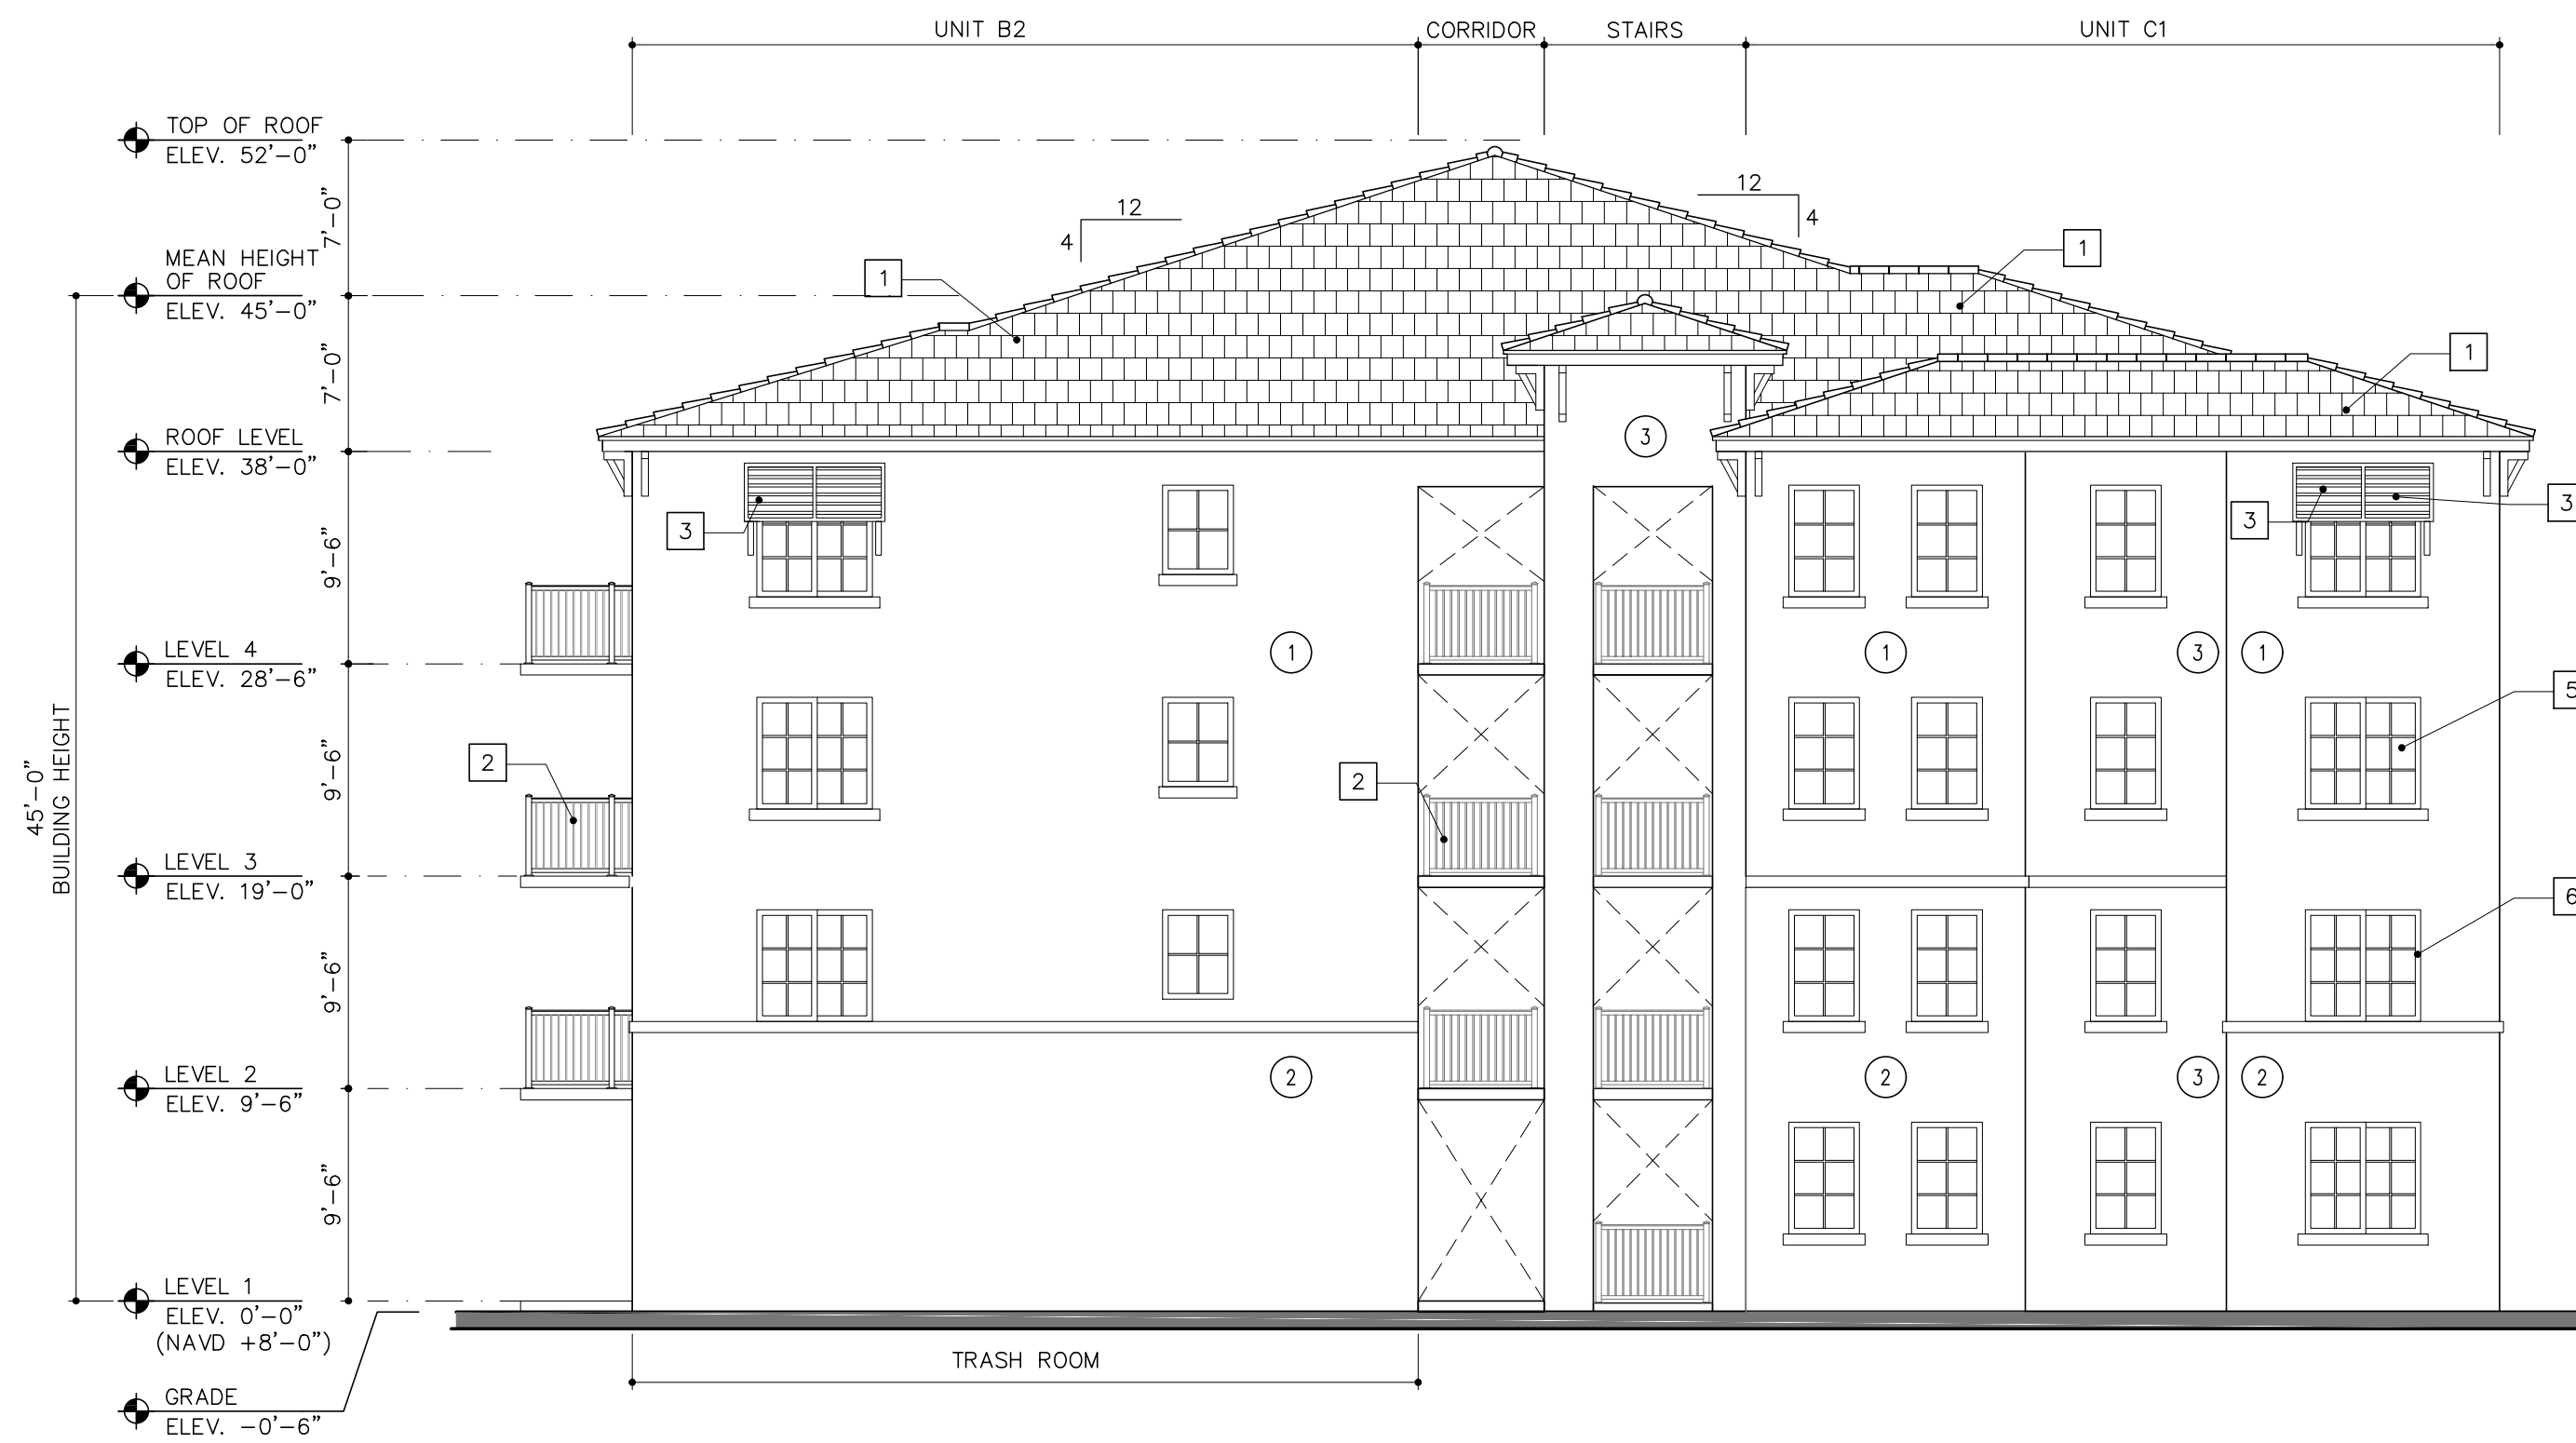 UNIT B2
CORRIDOR
STAIRS
UNIT C1
TOP OF ROOF
ELEV. 52'-0"
7'-0"
12
4
12
4
MEAN HEIGHT
OF ROOF
ELEV. 45'-0"
1
1
1
7'-0"
ROOF LEVEL
ELEV. 38'-0"
3
3
3
3
9'-6"
LEVEL 4
ELEV. 28'-6"
1
1
3
1
5
9'-6"
2
2
45'-0"
BUILDING HEIGHT
LEVEL 3
ELEV. 19'-0"
6
9'-6"
LEVEL 2
ELEV. 9'-6"
2
2
3
2
9'-6"
LEVEL 1
ELEV. 0'-0"
(NAVD +8'-0")
TRASH ROOM
GRADE
ELEV. -0'-6"